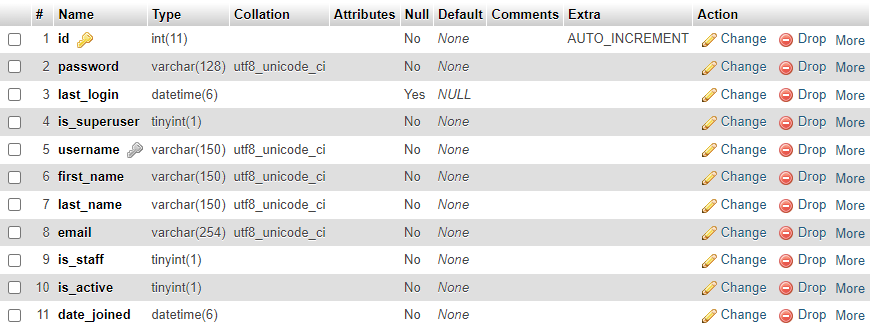 # Name Type Collation Attributes Null Default Comments Extra Action
1 id int(11) No None AUTO_INCREMENT Change Drop More
2 password varchar(128) utf8_unicode_ci No None Change Drop More
3 last_login datetime(6) Yes NULL Change Drop More
4 is_superuser tinyint(1) No None Change Drop More
5 username varchar(150) utf8_unicode_ci No None Change Drop More
6 first_name varchar(150) utf8_unicode_ci No None Change Drop More
7 last_name varchar(150) utf8_unicode_ci No None Change Drop More
8 email varchar(254) utf8_unicode_ci No None Change Drop More
9 is_staff tinyint(1) No None Change Drop More
10 is_active tinyint(1) No None Change Drop More
11 date_joined datetime(6) No None Change Drop More